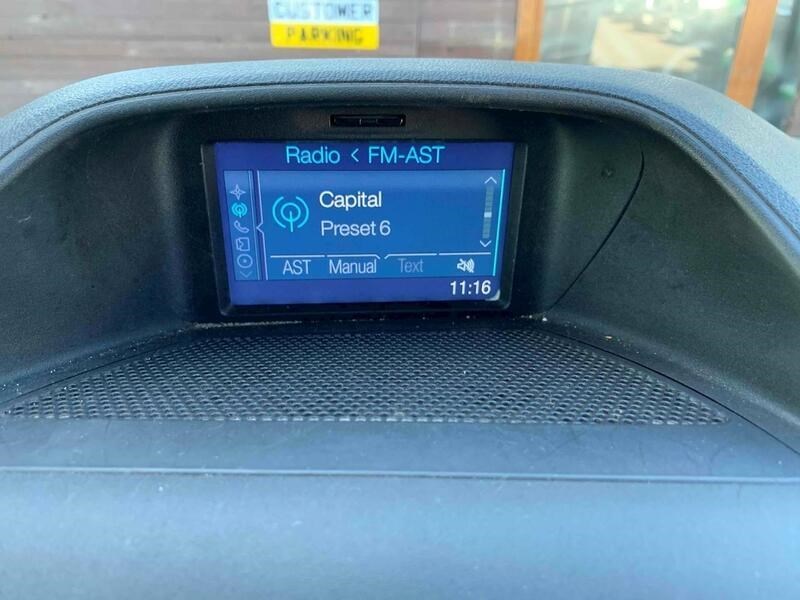 CUSTOMER
PARKING
Radio < FM-AST
Capital
Preset 6
AST Manual Text
11:16